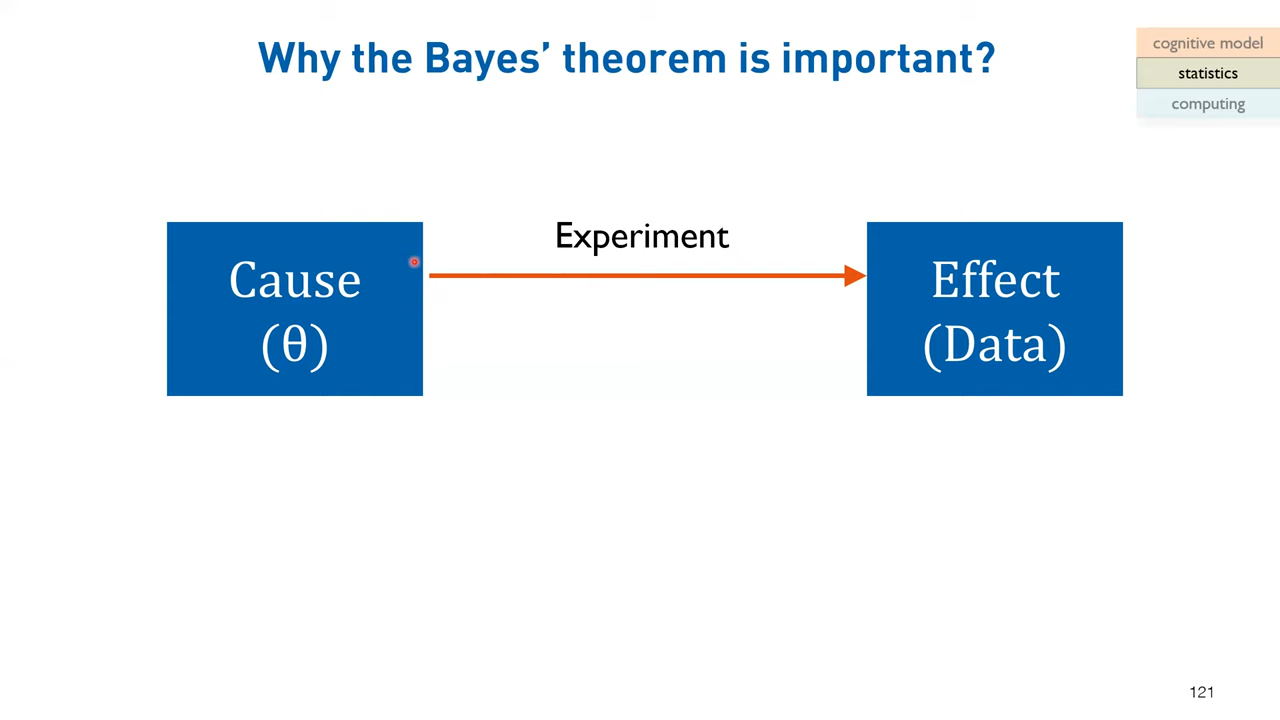 Why the Bayes’ theorem is important?
cognitive model
statistics
computing
Experiment
Cause
(θ)
Effect
(Data)
121